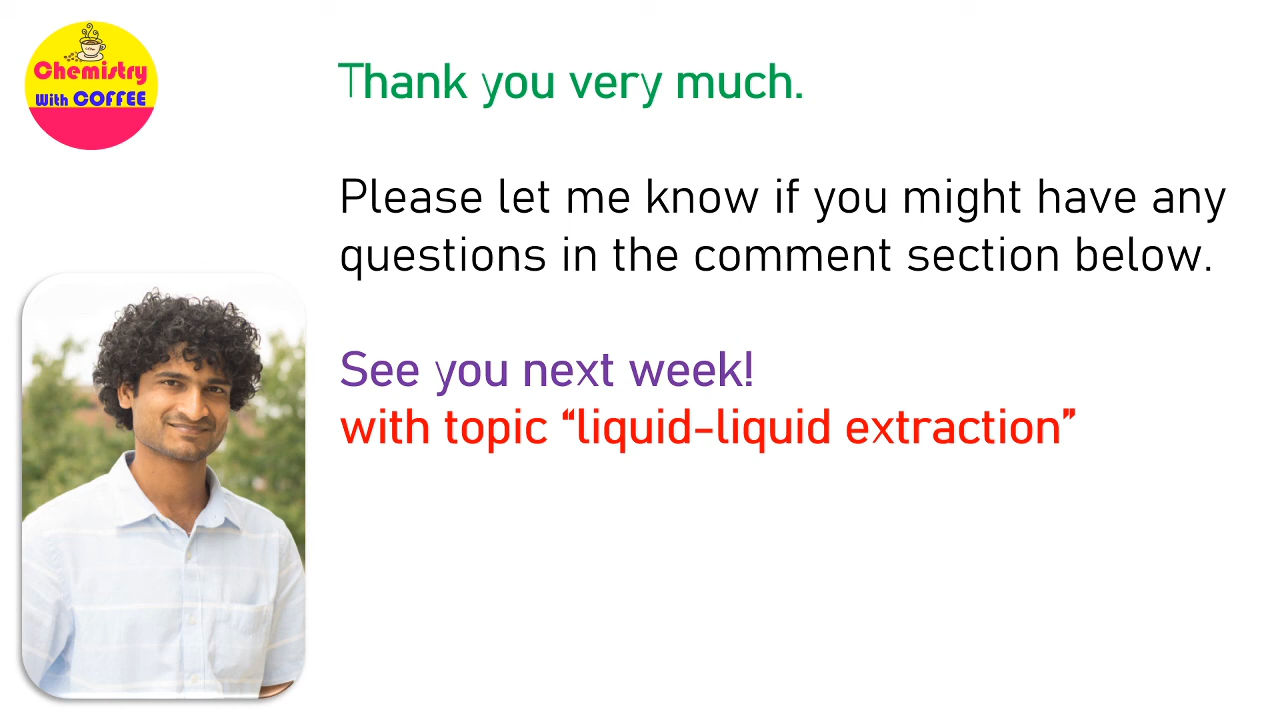 Chemistry
With COFFEE
Thank you very much.
Please let me know if you might have any
questions in the comment section below.
See you next week!
with topic “liquid-liquid extraction”